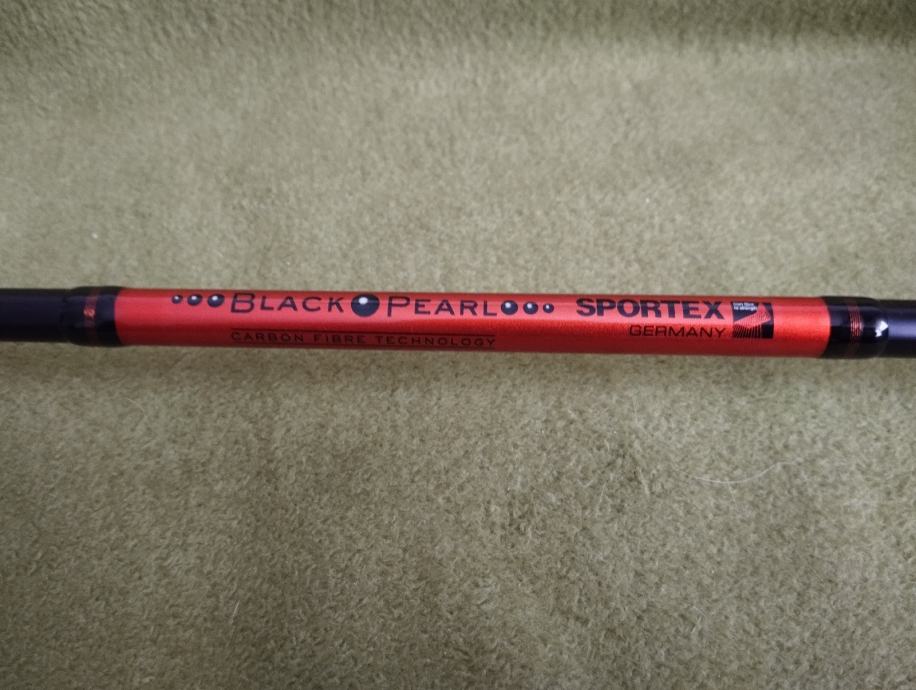 BLACK PEARL SPORTEX
CARBON FIBRE TECHNOLOGY GERMANY